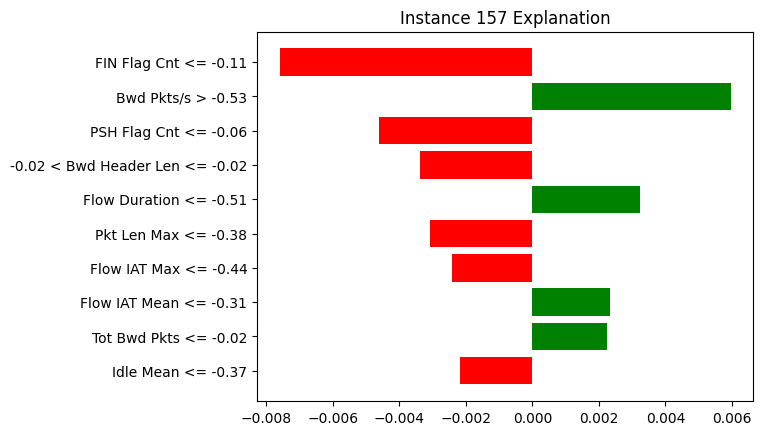 Instance 157 Explanation
FIN Flag Cnt <= -0.11
Bwd Pkts/s > -0.53
PSH Flag Cnt <= -0.06
-0.02 < Bwd Header Len <= -0.02
Flow Duration <= -0.51
Pkt Len Max <= -0.38
Flow IAT Max <= -0.44
Flow IAT Mean <= -0.31
Tot Bwd Pkts <= -0.02
Idle Mean <= -0.37
−0.008 −0.006 −0.004 −0.002 0.000 0.002 0.004 0.006